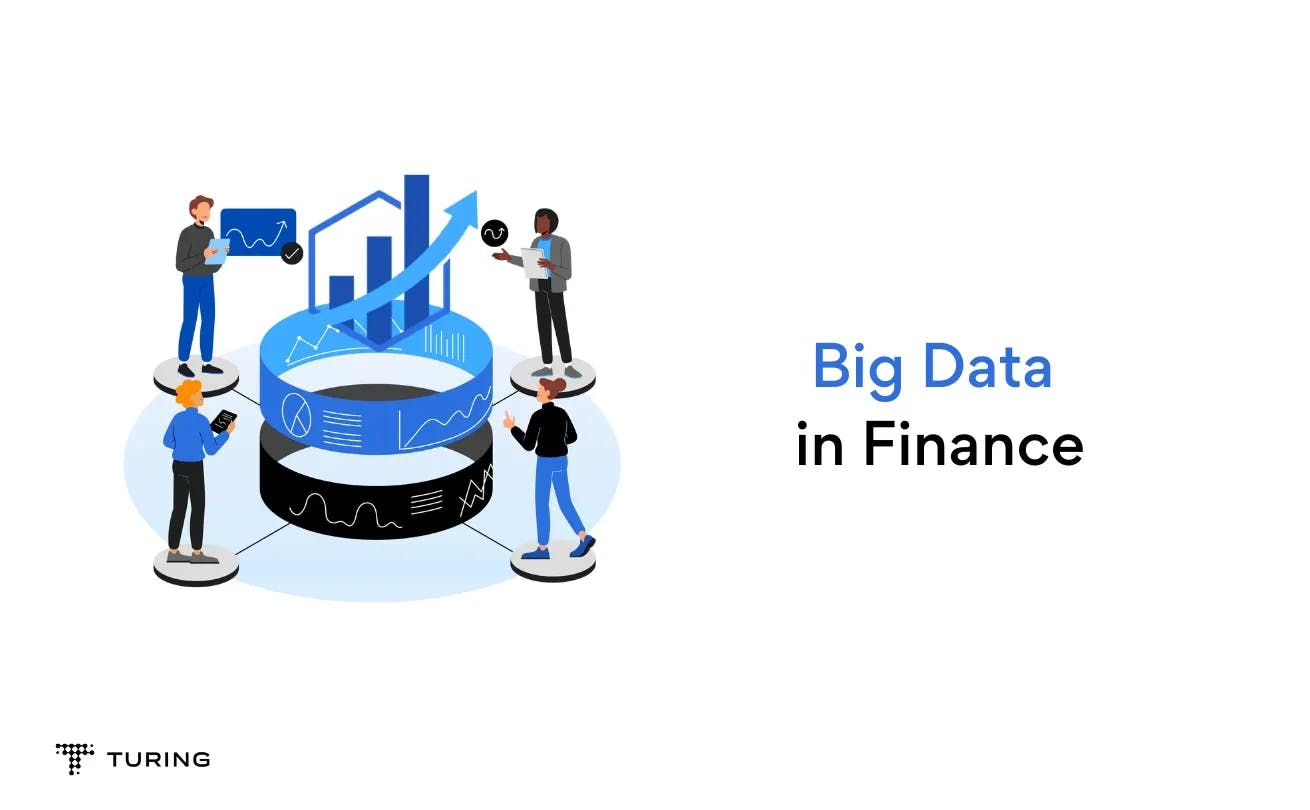 Big Data
in Finance
TURING